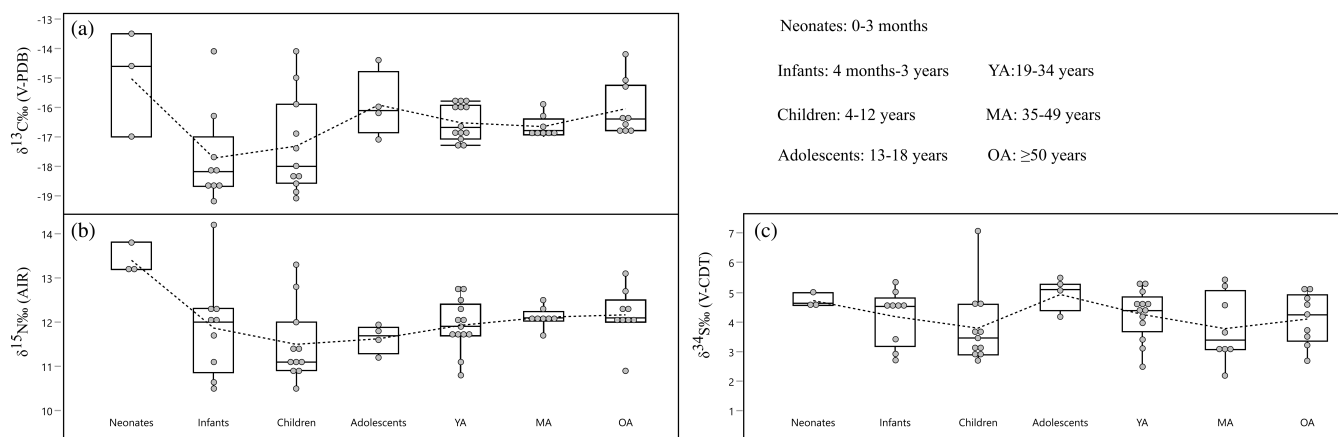 (a)
δ13C‰ (V-PDB)
-13
-14
-15
-16
-17
-18
-19
(b)
δ15N‰ (AIR)
14
13
12
11
10
Neonates Infants Children Adolescents YA MA OA
Neonates: 0-3 months
Infants: 4 months-3 years YA:19-34 years
Children: 4-12 years MA: 35-49 years
Adolescents: 13-18 years OA: ≥50 years
(c)
δ34S‰ (V-CDT)
7
6
5
4
3
2
1
Neonates Infants Children Adolescents YA MA OA